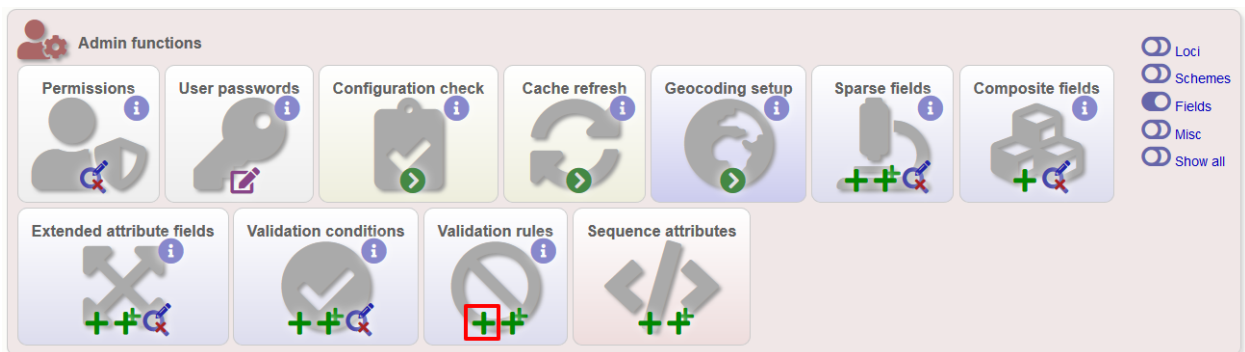 Admin functions
Permissions
User passwords
Configuration check
Cache refresh
Geocoding setup
Sparse fields
Composite fields
Loci
Schemes
Fields
Misc
Show all
Extended attribute fields
Validation conditions
Validation rules
Sequence attributes